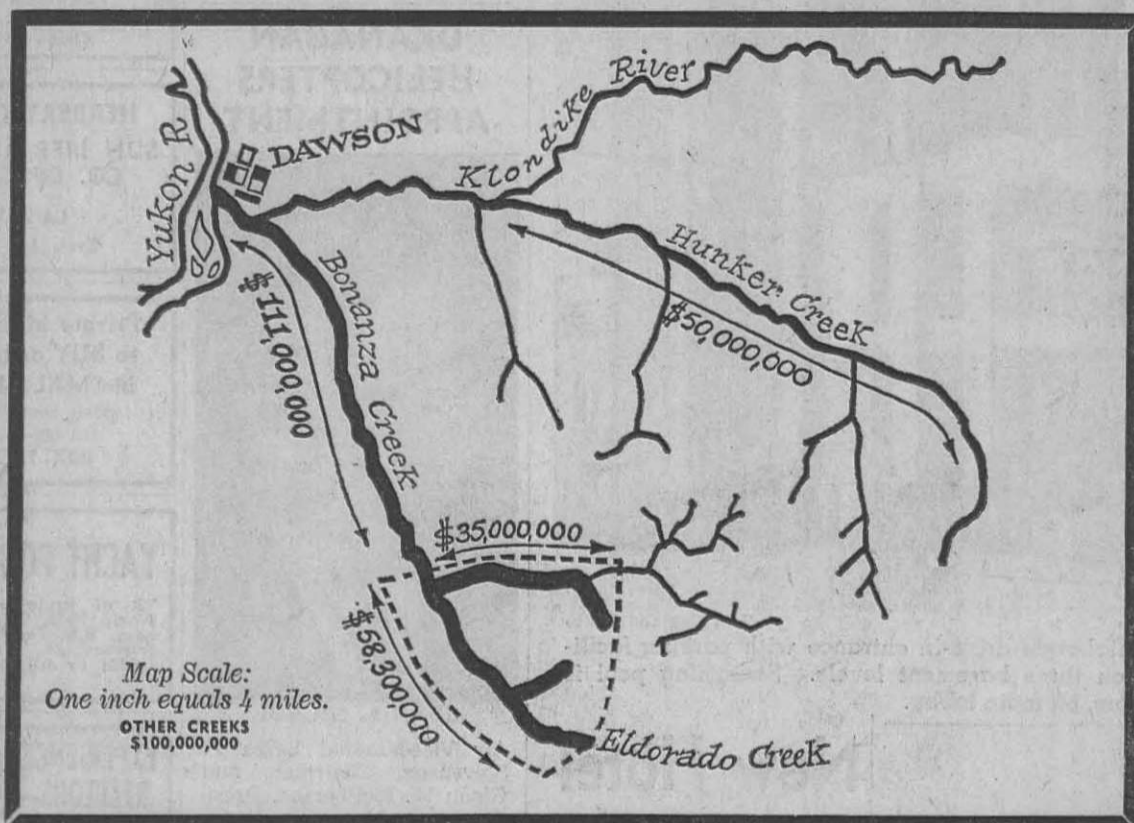 Yukon R.
DAWSON
Klondike River
Bonanza Creek
$111,000,000
Hunker Creek
$50,000,000
$35,000,000
$58,300,000
Eldorado Creek
Map Scale:
One inch equals 4 miles.
OTHER CREEKS
$100,000,000